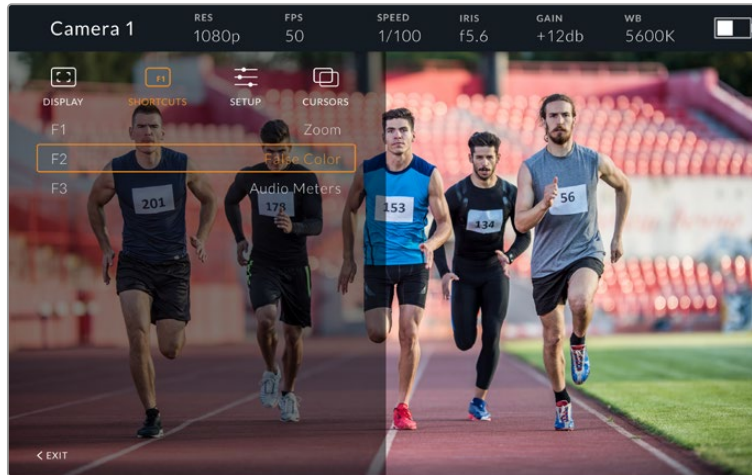 Camera 1
RES
1080p
FPS
50
SPEED
1/100
IRIS
f5.6
GAIN
+12db
WB
5600K
F1
DISPLAY
SHORTCUTS
SETUP
CURSORS
F1 Zoom
F2 False Color
F3 Audio Meters
201
178
153
134
56
EXIT